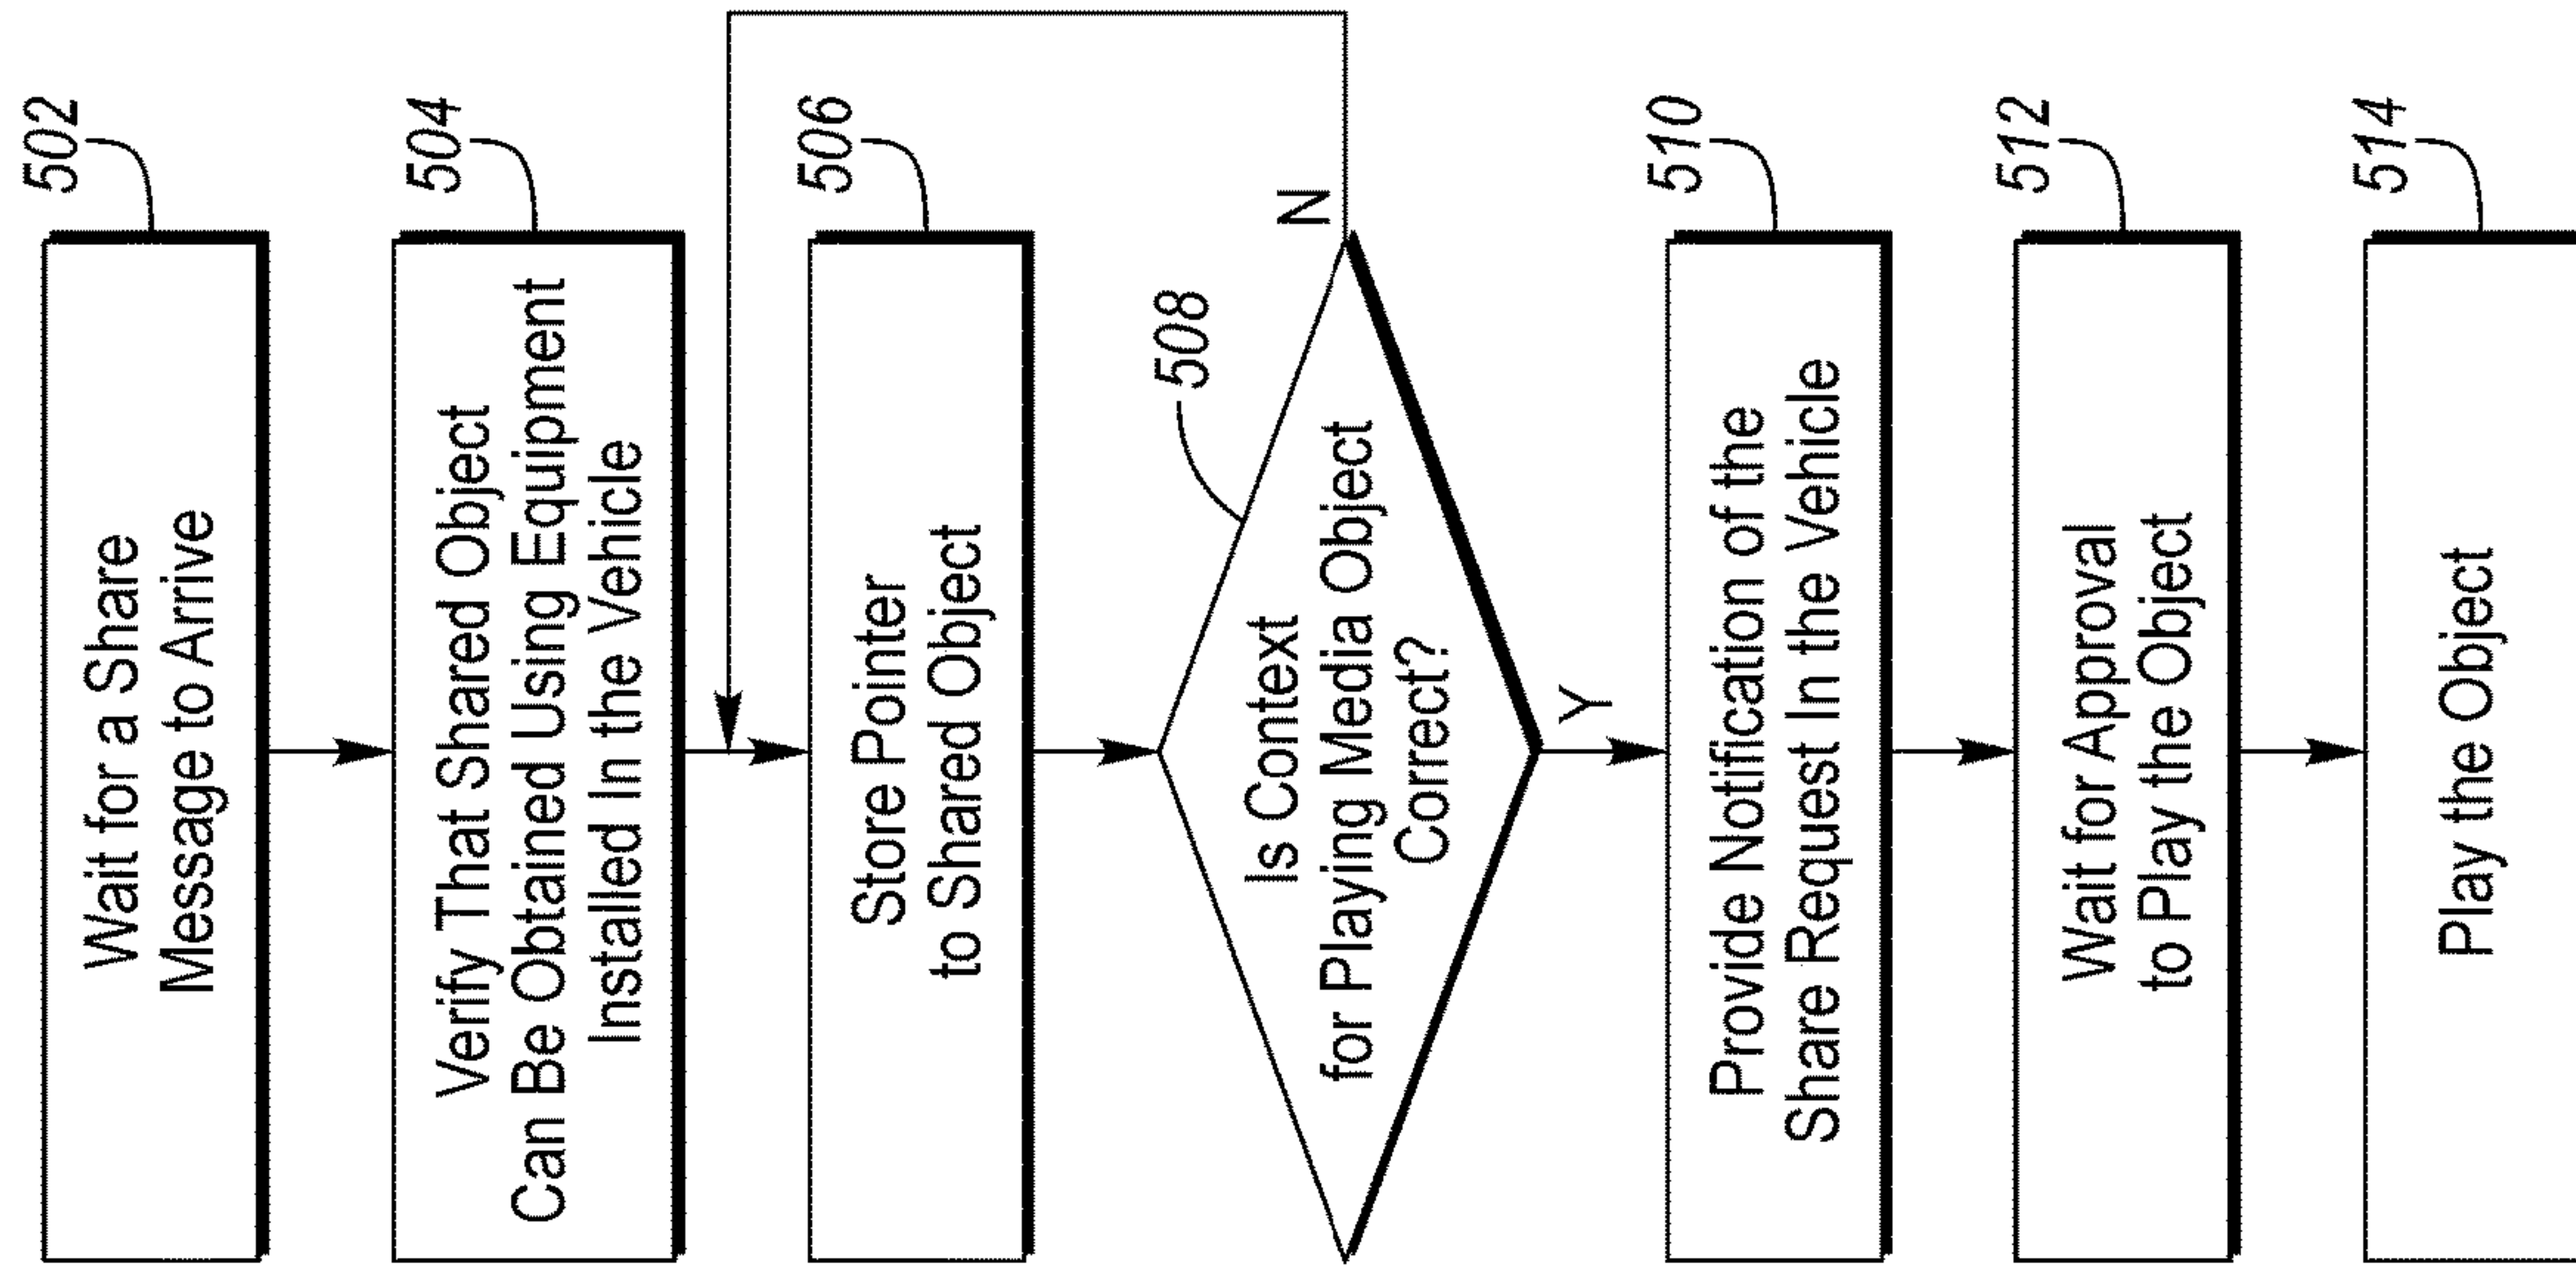 502
Wait for a Share
Message to Arrive
504
Verify That Shared Object
Can Be Obtained Using Equipment
Installed In the Vehicle
506
Store Pointer
to Shared Object
508
Is Context
for Playing Media Object
Correct?
N
Y
510
Provide Notification of the
Share Request In the Vehicle
512
Wait for Approval
to Play the Object
514
Play the Object